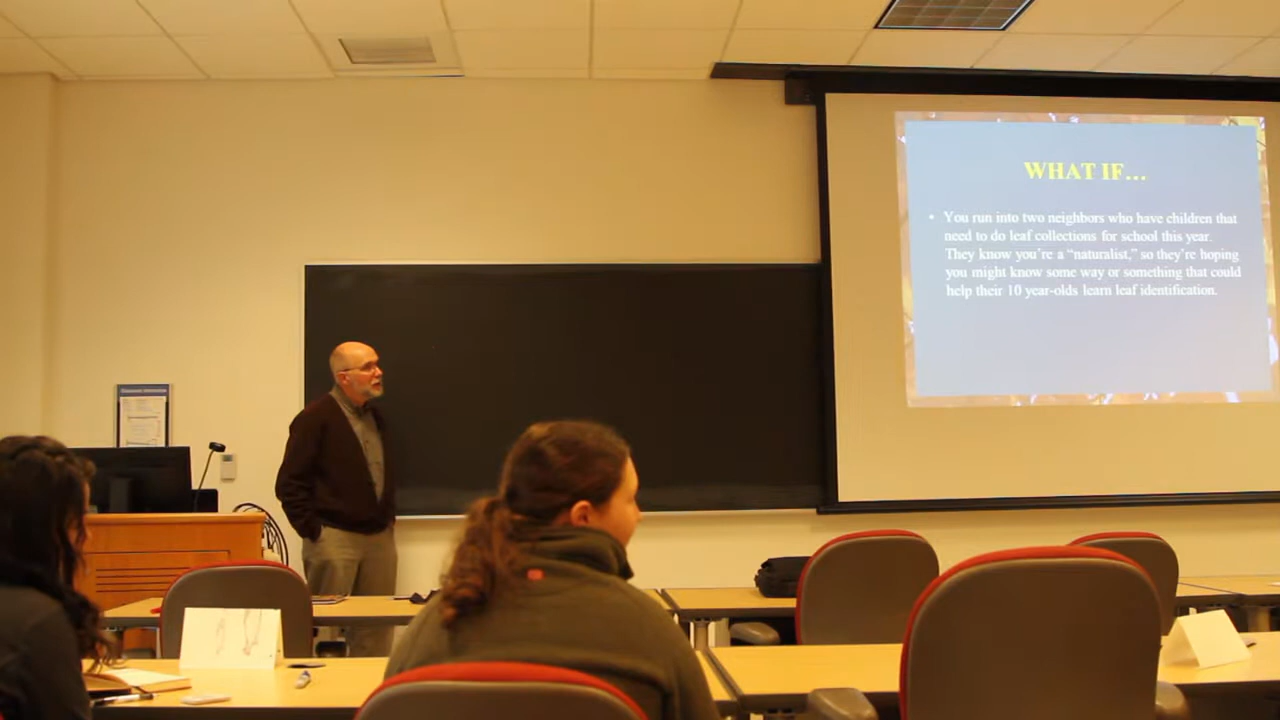 WHAT IF...
• You run into two neighbors who have children that
need to do leaf collections for school this year.
They know you're a "naturalist," so they're hoping
you might know some way or something that could
help their 10 year-olds learn leaf identification.